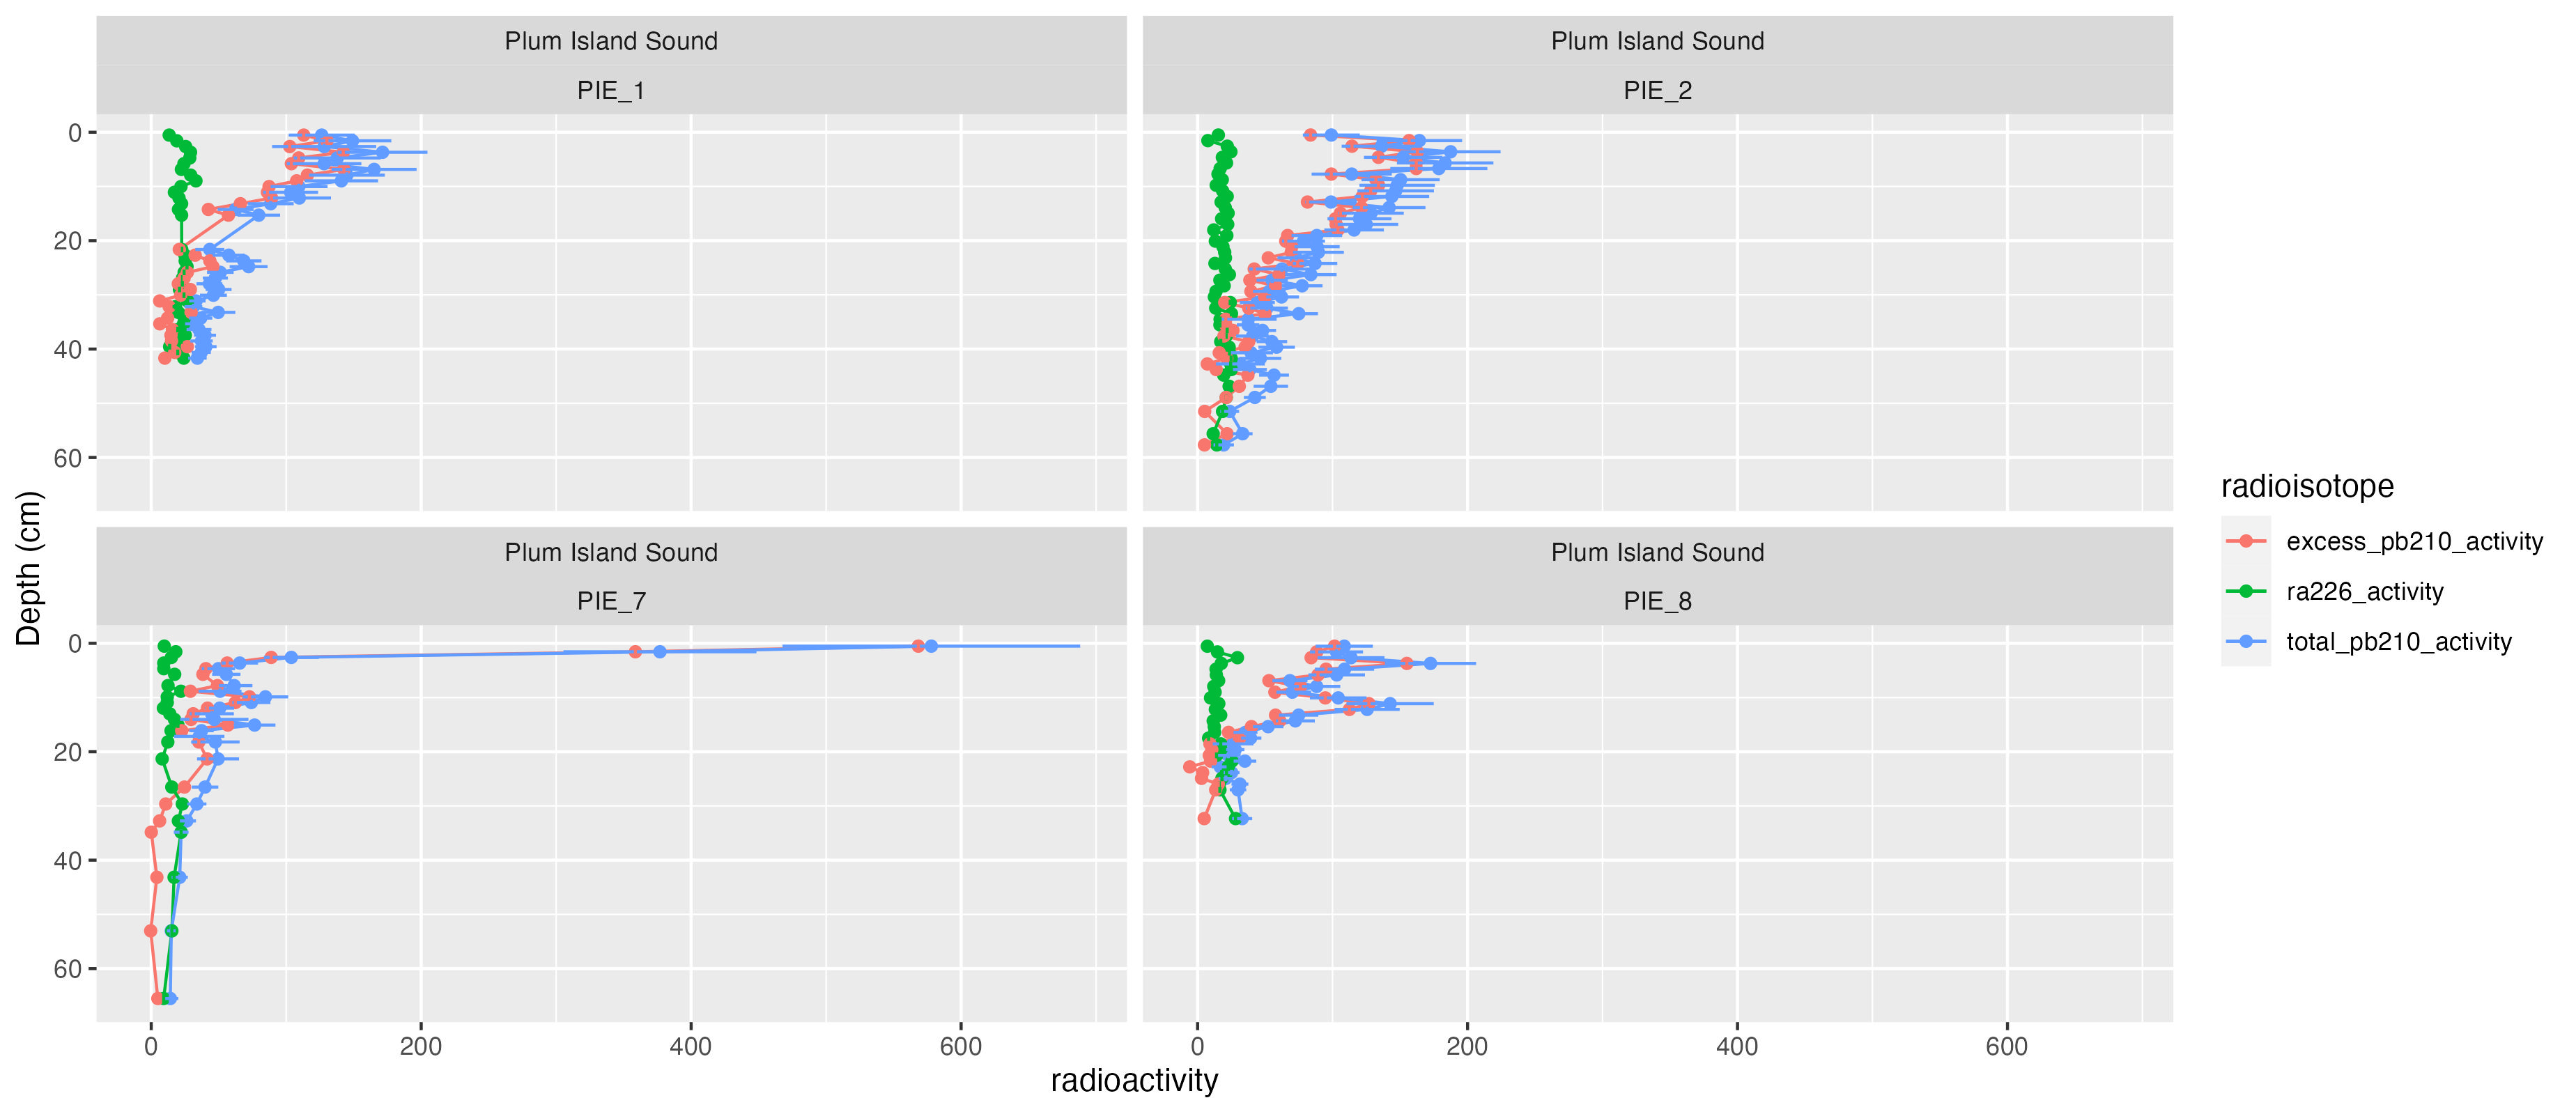 Plum Island Sound
Plum Island Sound
PIE_1
PIE_2
0
20
40
60
Plum Island Sound
Plum Island Sound
PIE_7
PIE_8
0
20
40
60
0
200
400
600
0
200
400
600
Depth (cm)
radioactivity
radioisotope
excess_pb210_activity
ra226_activity
total_pb210_activity